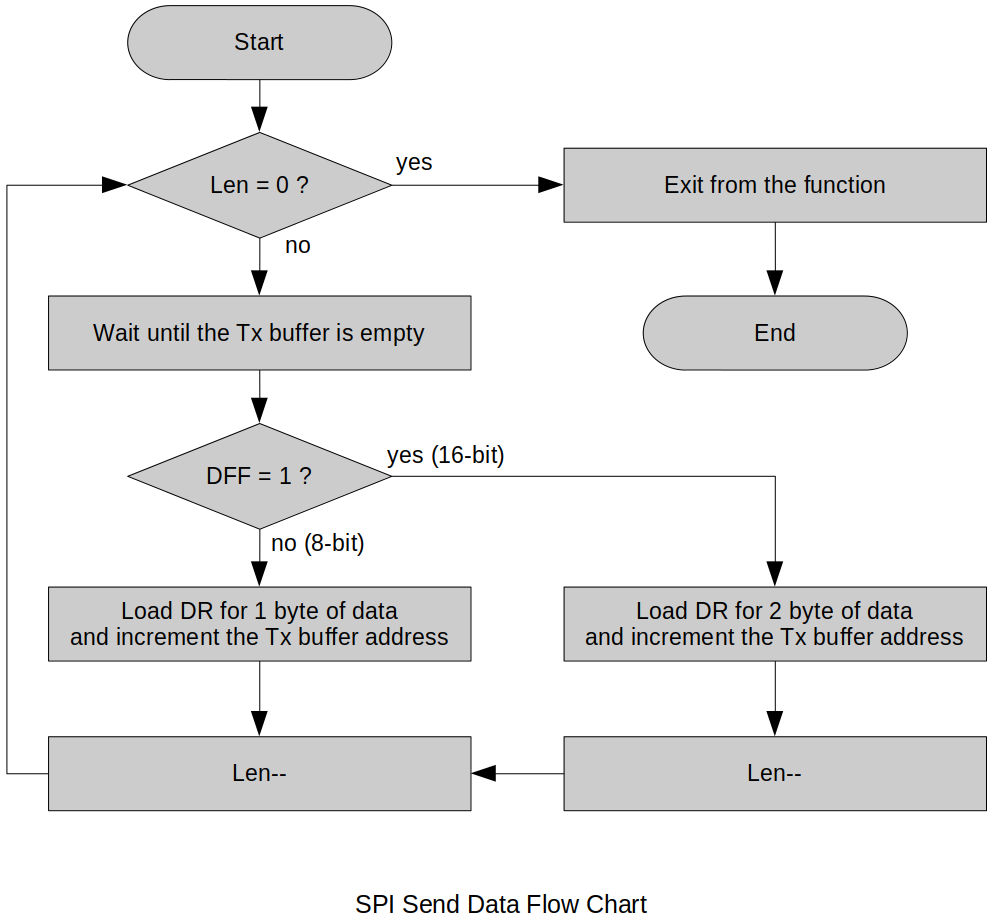 Start
Len = 0 ?
yes
Exit from the function
no
Wait until the Tx buffer is empty
End
DFF = 1 ?
yes (16-bit)
no (8-bit)
Load DR for 1 byte of data
and increment the Tx buffer address
Load DR for 2 byte of data
and increment the Tx buffer address
Len--
Len--
SPI Send Data Flow Chart